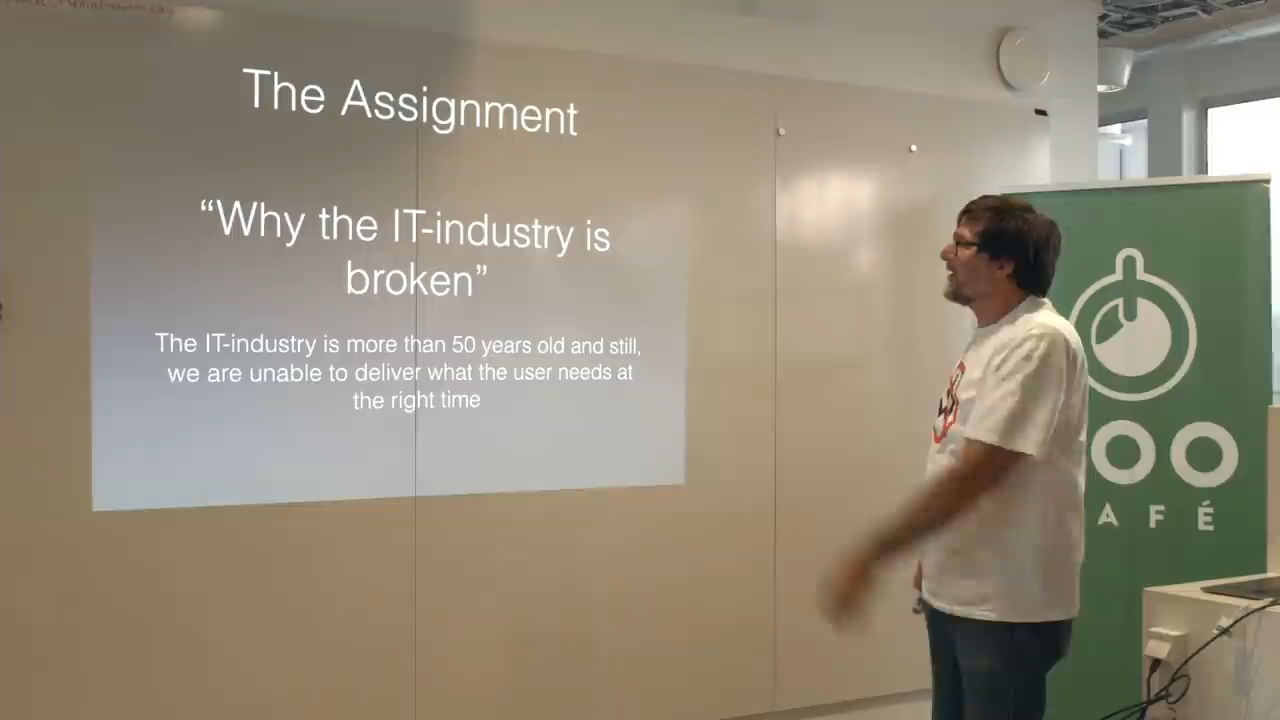 The Assignment
“Why the IT-industry is
broken”
The IT-industry is more than 50 years old and still,
we are unable to deliver what the user needs at
the right time
OO
AFÉ